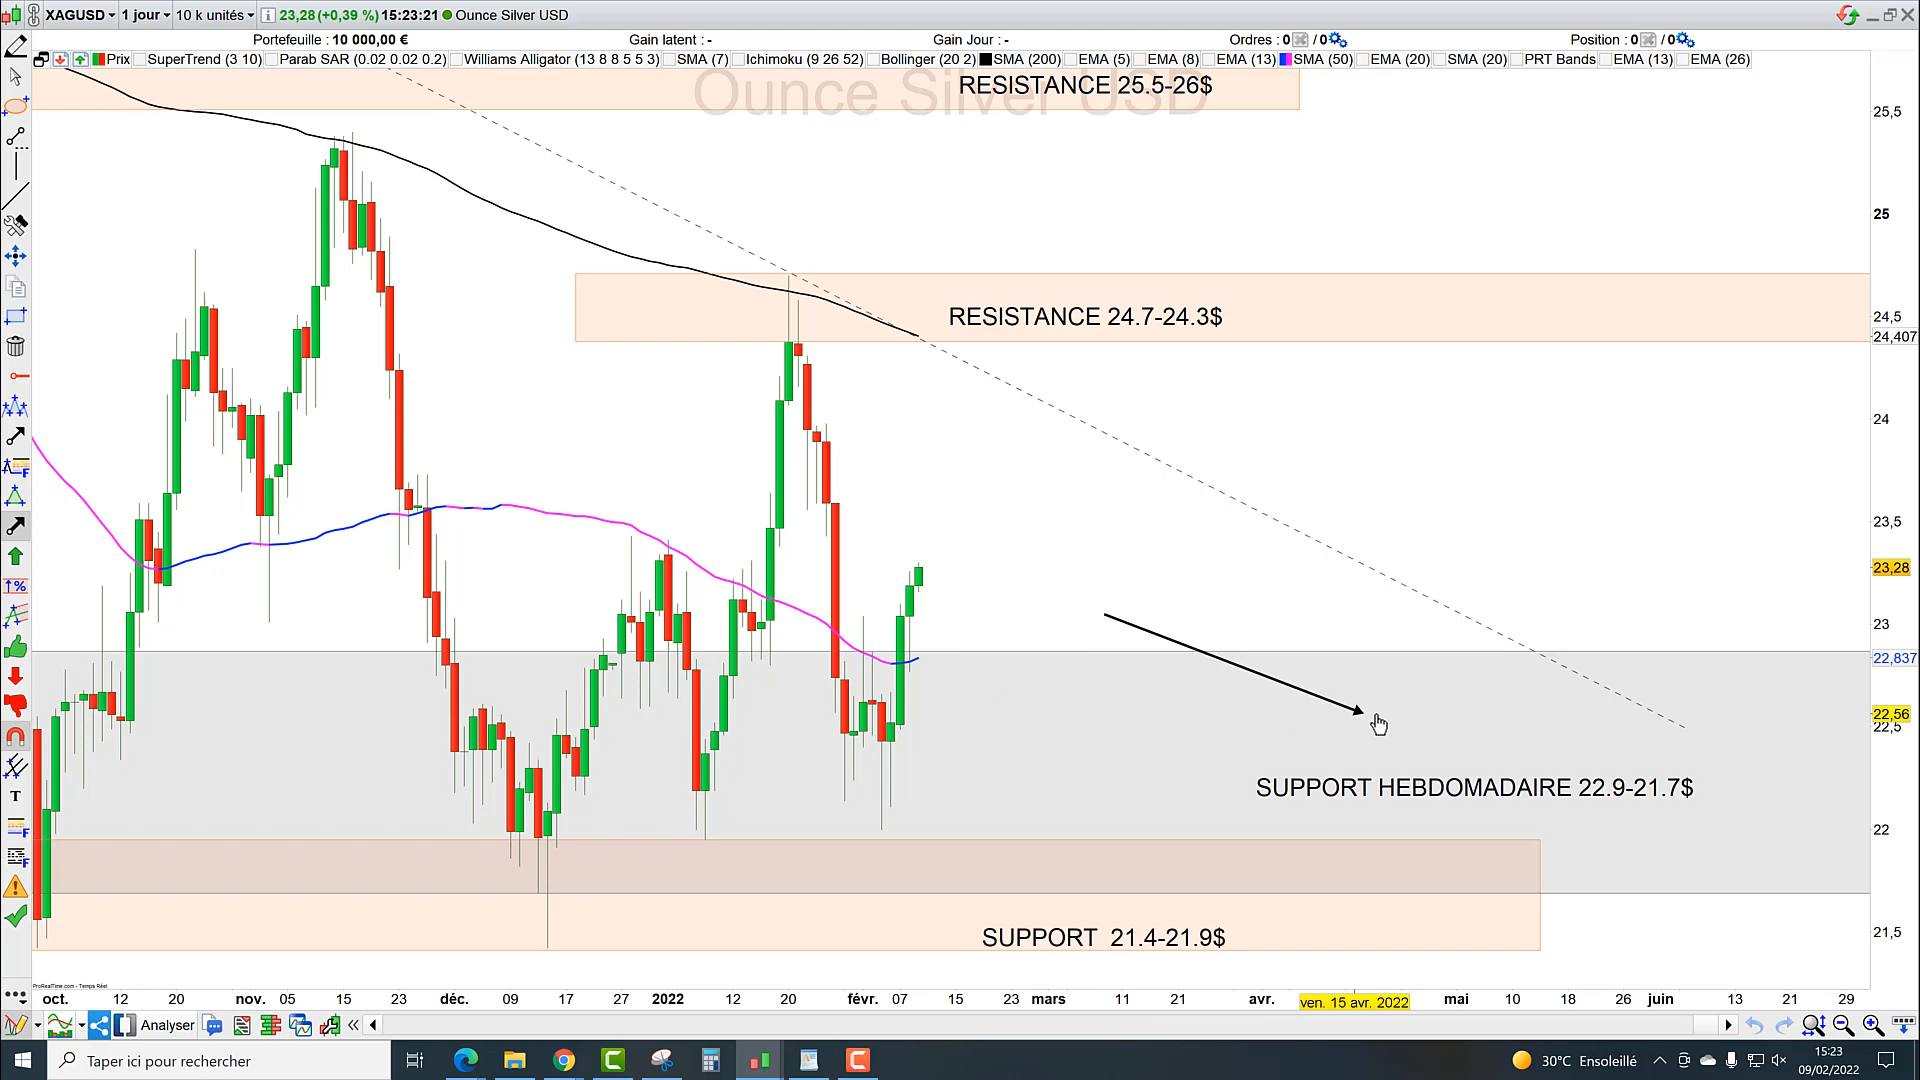 XAGUSD 1 jour 10 k unités i 23,28 (+0,39 %) 15:23:21 Ounce Silver USD
Portefeuille : 10 000,00 € Gain latent : - Gain Jour : - Ordres : 0 / 0 Position : 0 / 0
Prix SuperTrend (3 10) Parab SAR (0.02 0.02 0.2) Williams Alligator (13 8 8 5 5 3) SMA (7) Ichimoku (9 26 52) Bollinger (20 2) SMA (200) EMA (5) EMA (8) EMA (13) SMA (50) EMA (20) SMA (20) PRT Bands EMA (13) EMA (26)
Ounce Silver USD
RESISTANCE 25.5-26$
25,5
25
RESISTANCE 24.7-24.3$
24,5
24,407
24
23,5
23,28
23
22,837
22,56
22,5
SUPPORT HEBDOMADAIRE 22.9-21.7$
22
SUPPORT 21.4-21.9$
21,5
ProRealTime.com - Temps Réel
oct. 12 20 nov. 05 15 23 déc. 09 17 27 2022 12 20 févr. 07 15 23 mars 11 21 avr. ven. 15 avr. 2022 mai 10 18 26 juin 13 21 29
Analyser
Taper ici pour rechercher
30°C Ensoleillé
15:23
09/02/2022